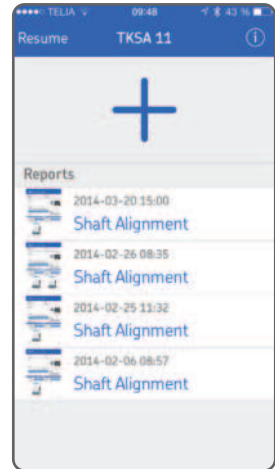 TELIA 09:48 43 %
Resume TKSA 11
Reports
2014-03-20 15:00
Shaft Alignment
2014-02-26 08:35
Shaft Alignment
2014-02-25 11:32
Shaft Alignment
2014-02-06 08:57
Shaft Alignment